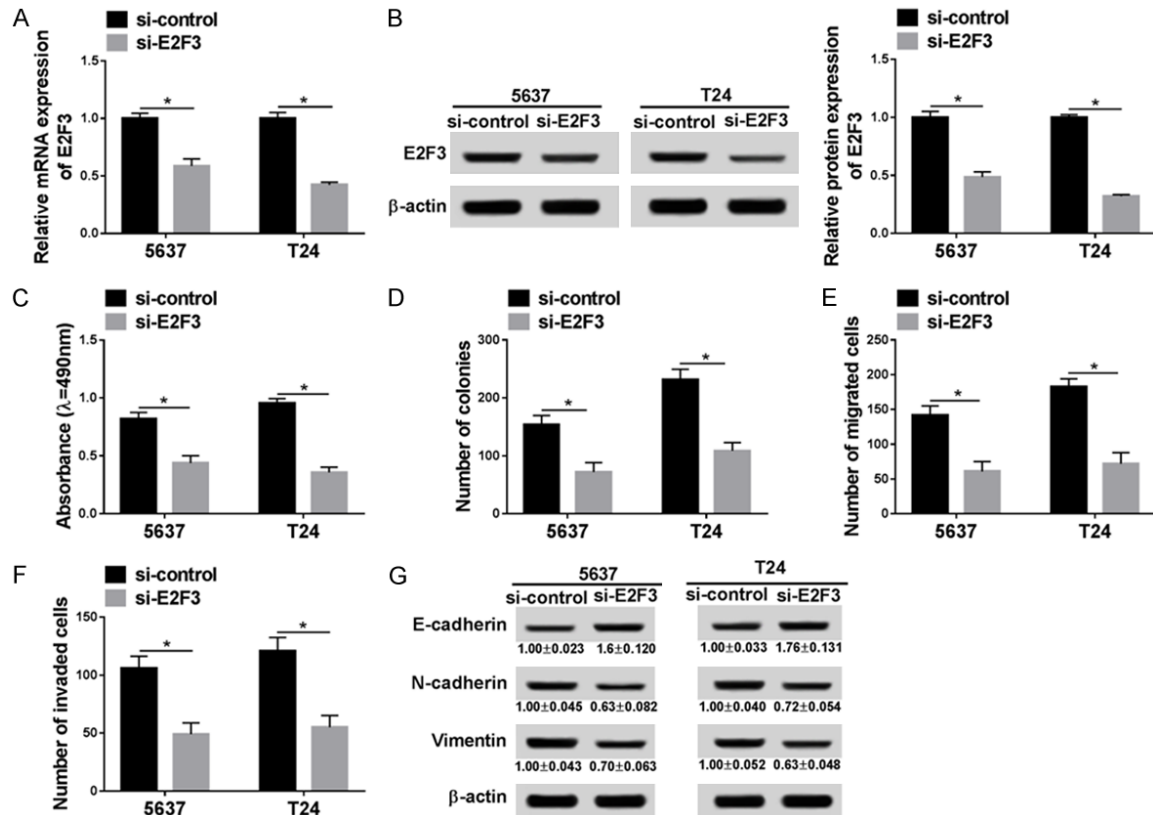 A
si-control
si-E2F3
Relative mRNA expression
of E2F3
1.5
1.0
0.5
0.0
*
*
5637
T24
B
5637
T24
si-control si-E2F3
si-control si-E2F3
E2F3
β-actin
si-control
si-E2F3
Relative protein expression
of E2F3
1.5
1.0
0.5
0.0
*
*
5637
T24
C
si-control
si-E2F3
Absorbance (λ=490nm)
1.5
1.0
0.5
0.0
*
*
5637
T24
D
si-control
si-E2F3
Number of colonies
300
200
100
0
*
*
5637
T24
E
si-control
si-E2F3
Number of migrated cells
250
200
150
100
50
0
*
*
5637
T24
F
si-control
si-E2F3
Number of invaded cells
150
100
50
0
*
*
5637
T24
G
5637
T24
si-control si-E2F3
si-control si-E2F3
E-cadherin
1.00±0.023 1.6±0.120
1.00±0.033 1.76±0.131
N-cadherin
1.00±0.045 0.63±0.082
1.00±0.040 0.72±0.054
Vimentin
1.00±0.043 0.70±0.063
1.00±0.052 0.63±0.048
β-actin